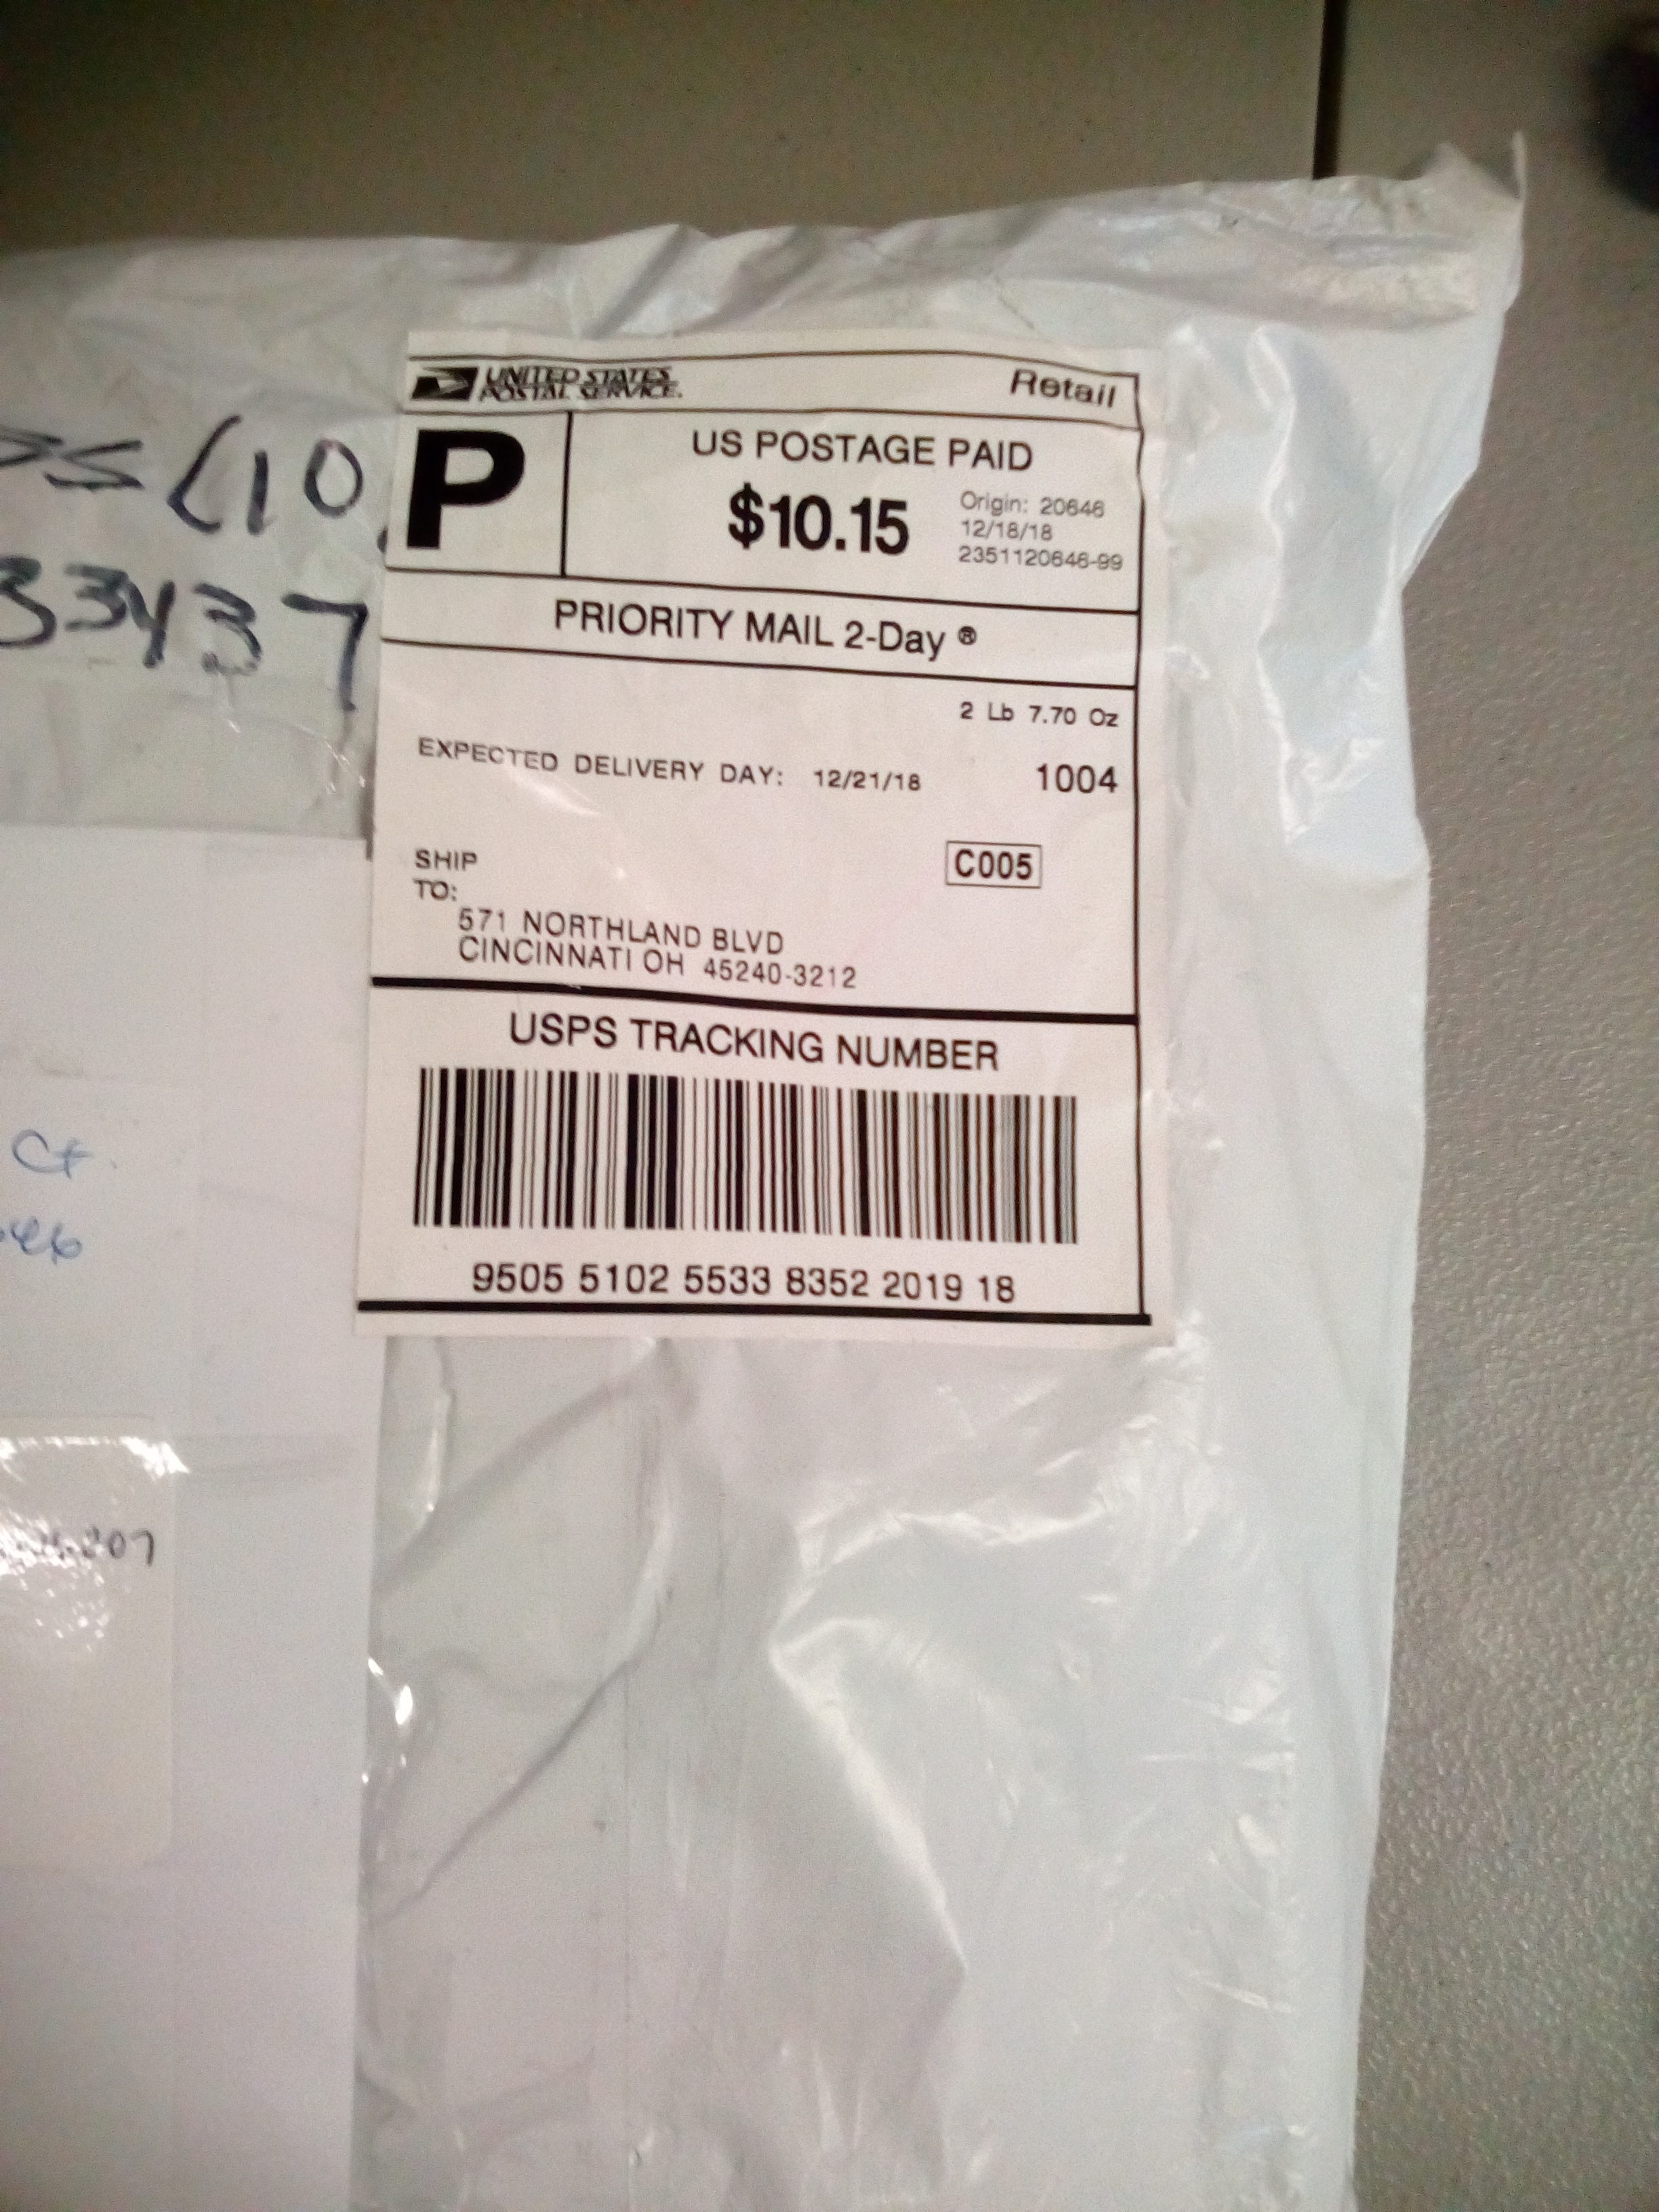 UNITED STATES
POSTAL SERVICE.
Retail
P
US POSTAGE PAID
$10.15
Origin: 20646
12/18/18
2351120646-99
PRIORITY MAIL 2-Day ®
2 Lb 7.70 Oz
EXPECTED DELIVERY DAY: 12/21/18
1004
C005
SHIP
TO:
571 NORTHLAND BLVD
CINCINNATI OH 45240-3212
USPS TRACKING NUMBER
9505 5102 5533 8352 2019 18
(10
33437
Ct